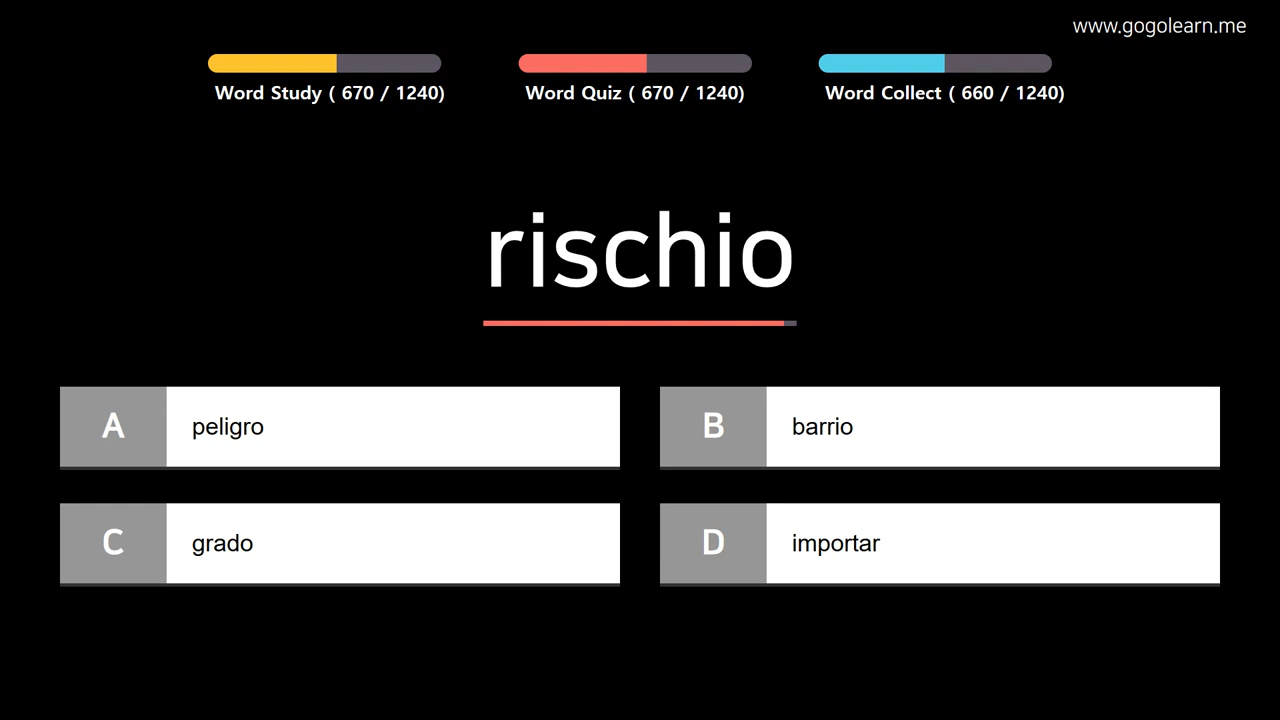 www.gogolearn.me
Word Study ( 670 / 1240)
Word Quiz ( 670 / 1240)
Word Collect ( 660 / 1240)
rischio
A peligro
B barrio
C grado
D importar